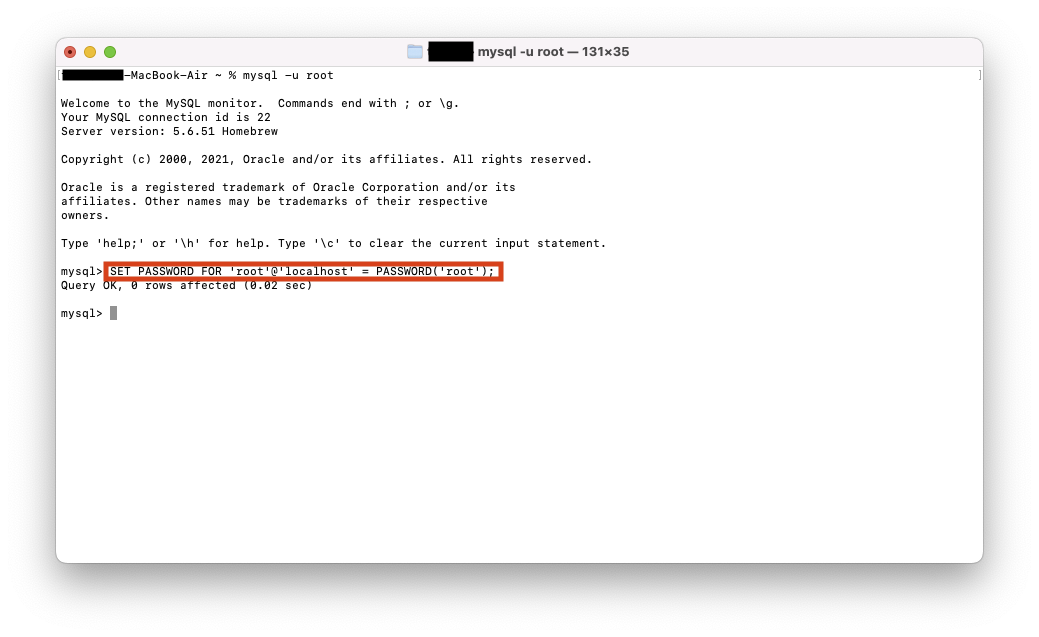 mysql -u root — 131×35
-MacBook-Air ~ % mysql -u root
Welcome to the MySQL monitor.  Commands end with ; or \g.
Your MySQL connection id is 22
Server version: 5.6.51 Homebrew
Copyright (c) 2000, 2021, Oracle and/or its affiliates. All rights reserved.
Oracle is a registered trademark of Oracle Corporation and/or its
affiliates. Other names may be trademarks of their respective
owners.
Type 'help;' or '\h' for help. Type '\c' to clear the current input statement.
mysql> SET PASSWORD FOR 'root'@'localhost' = PASSWORD('root');
Query OK, 0 rows affected (0.02 sec)
mysql>